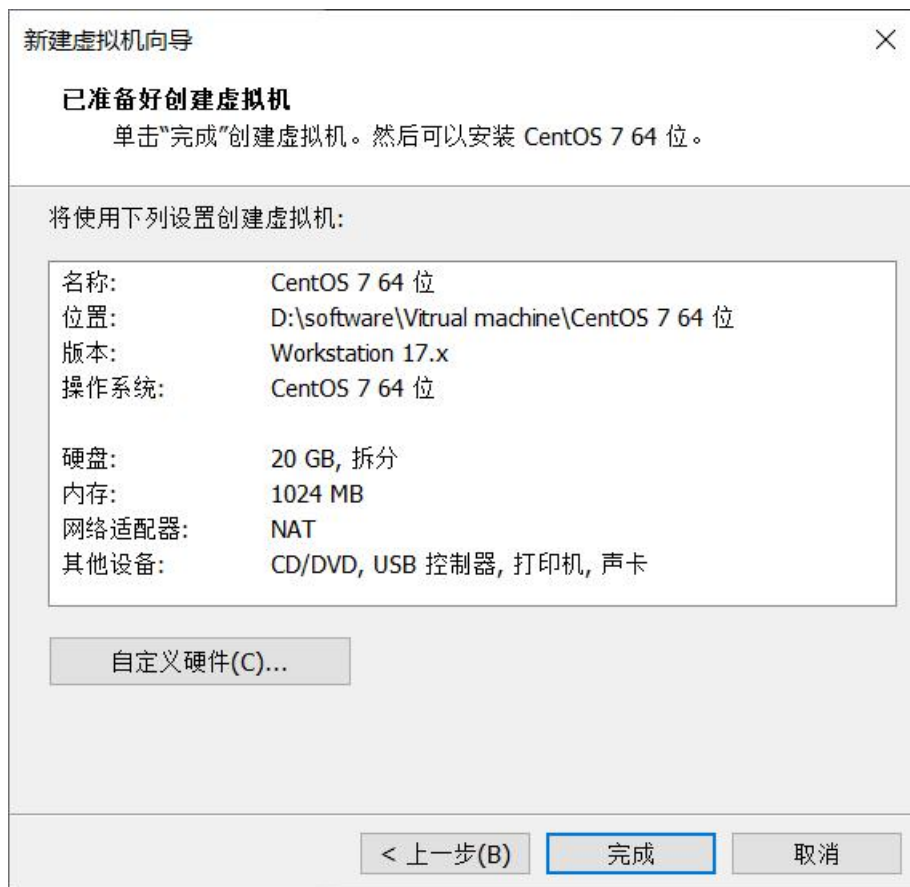 新建虚拟机向导
已准备好创建虚拟机
单击“完成”创建虚拟机。然后可以安装 CentOS 7 64 位。
将使用下列设置创建虚拟机:
名称: CentOS 7 64 位
位置: D:\software\Vitrual machine\CentOS 7 64 位
版本: Workstation 17.x
操作系统: CentOS 7 64 位
硬盘: 20 GB, 拆分
内存: 1024 MB
网络适配器: NAT
其他设备: CD/DVD, USB 控制器, 打印机, 声卡
自定义硬件(C)...
< 上一步(B) 完成 取消